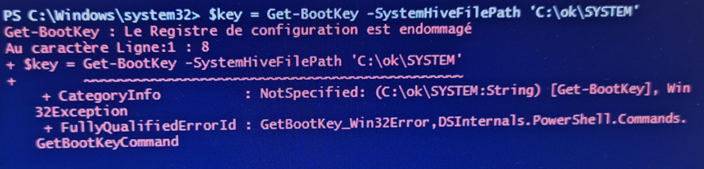 PS C:\Windows\system32> $key = Get-BootKey -SystemHiveFilePath 'C:\ok\SYSTEM'
Get-BootKey : Le Registre de configuration est endommagé
Au caractère Ligne:1 : 8
+ $key = Get-BootKey -SystemHiveFilePath 'C:\ok\SYSTEM'
+        ~~~~~~~~~~~~~~~~~~~~~~~~~~~~~~~~~~~~~~~~~~~~~~
+ CategoryInfo          : NotSpecified: (C:\ok\SYSTEM:String) [Get-BootKey], Win
32Exception
+ FullyQualifiedErrorId : GetBootKey_Win32Error,DSInternals.PowerShell.Commands.
GetBootKeyCommand